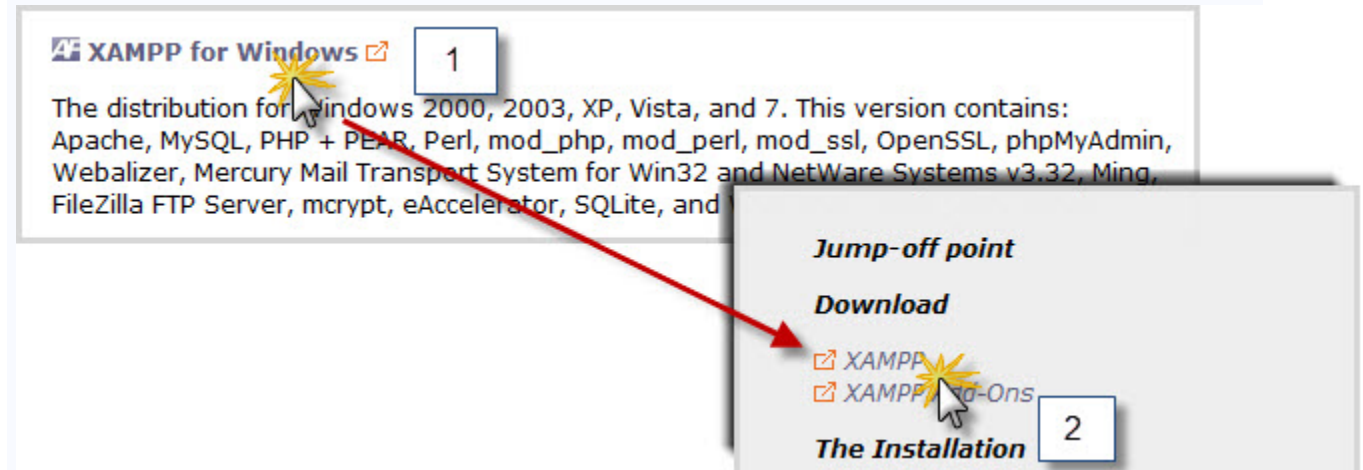 XAMPP for Windows
1
The distribution for Windows 2000, 2003, XP, Vista, and 7. This version contains:
Apache, MySQL, PHP + PEAR, Perl, mod_php, mod_perl, mod_ssl, OpenSSL, phpMyAdmin,
Webalizer, Mercury Mail Transport System for Win32 and NetWare Systems v3.32, Ming,
FileZilla FTP Server, mcrypt, eAccelerator, SQLite, and
Jump-off point
Download
XAMPP
XAMPP Add-Ons
2
The Installation